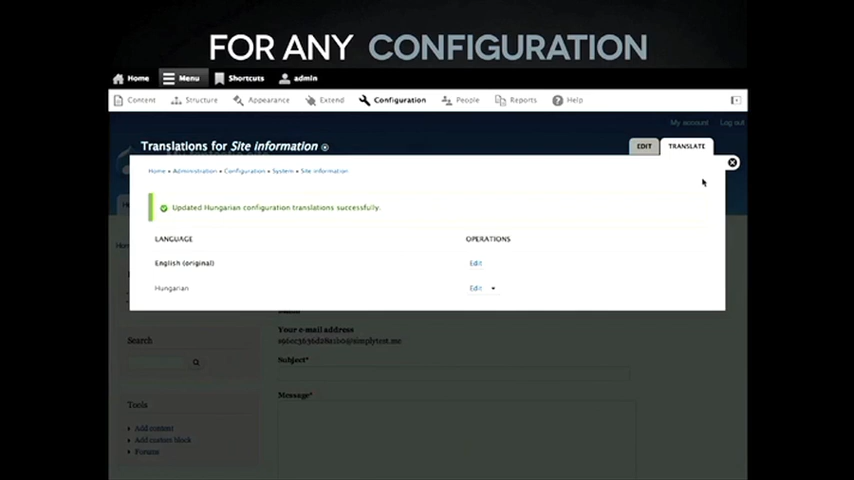 FOR ANY CONFIGURATION
Home Menu Shortcuts admin
Content Structure Appearance Extend Configuration People Reports Help
My account Log out
Translations for Site information
EDIT TRANSLATE
Home » Administration » Configuration » System » Site information
Updated Hungarian configuration translations successfully.
LANGUAGE OPERATIONS
English (original) Edit
Hungarian Edit
Your e-mail address
Search
Subject*
Message*
Tools
Add content
Add custom block
Forums